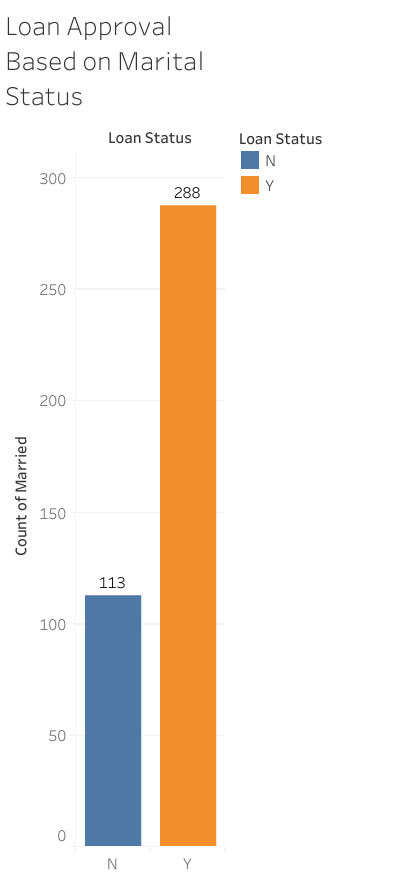 Loan Approval
Based on Marital
Status
Loan Status
Loan Status
N
Y
300
288
250
200
150
Count of Married
113
100
50
0
N
Y